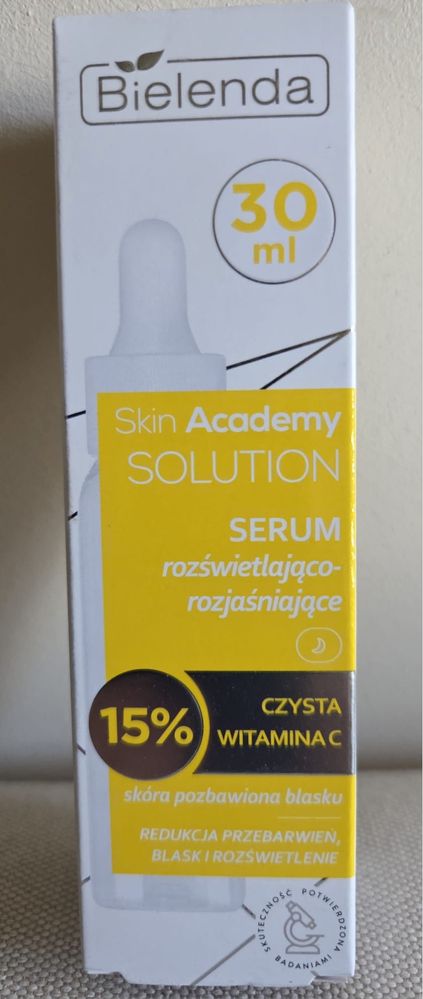 Bielenda
30
ml
Skin Academy
SOLUTION
SERUM
rozświetlająco-
rozjaśniające
15%
CZYSTA
WITAMINA C
skóra pozbawiona blasku
REDUKCJA PRZEBARWIEŃ,
BLASK I ROZŚWIETLENIE
SKUTECZNOŚĆ POTWIERDZONA BADANIAMI